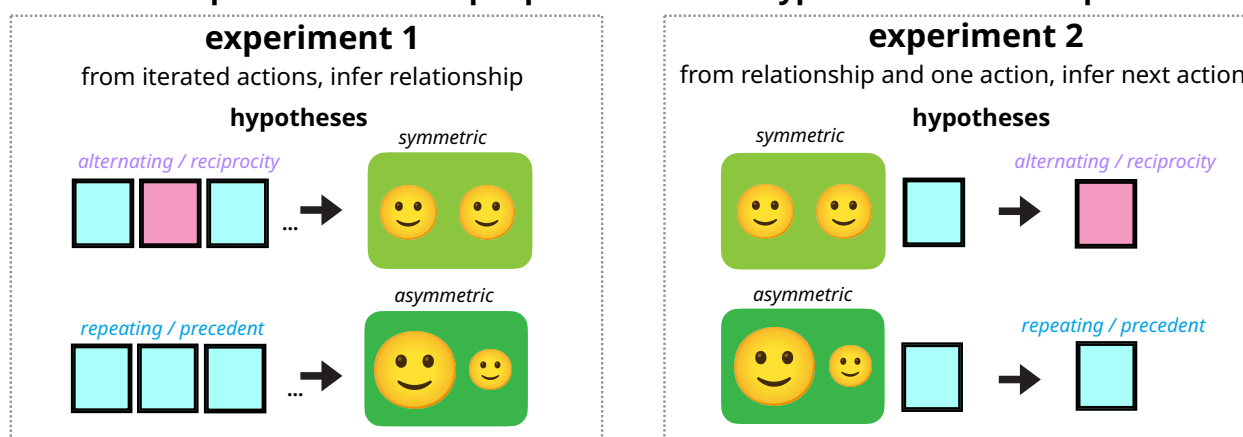 experiment 1
from iterated actions, infer relationship
hypotheses
symmetric
alternating / reciprocity
...
asymmetric
repeating / precedent
...
experiment 2
from relationship and one action, infer next action
hypotheses
symmetric
alternating / reciprocity
asymmetric
repeating / precedent